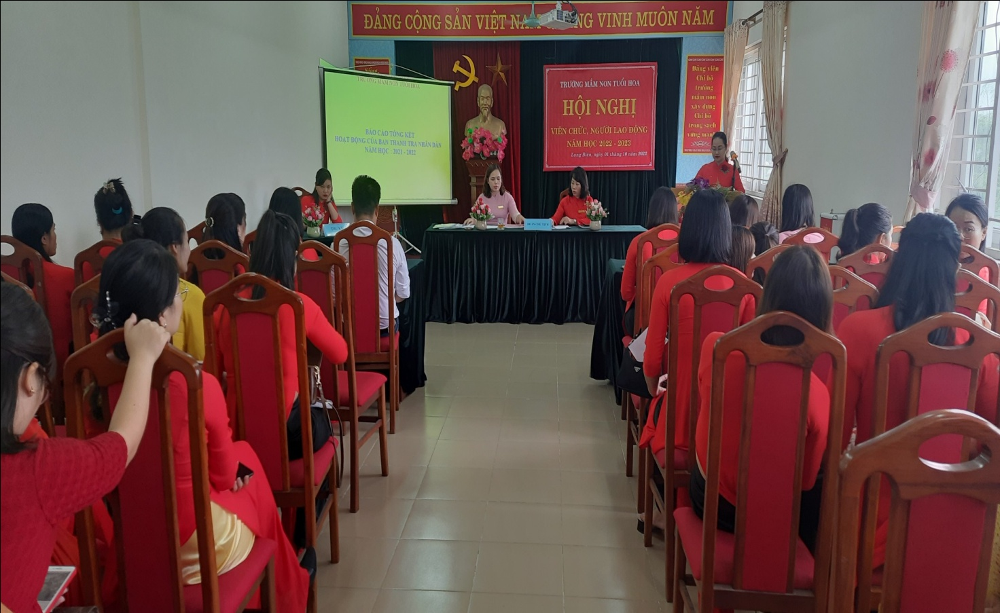 ĐẢNG CỘNG SẢN VIỆT NAM QUANG VINH MUÔN NĂM
TRƯỜNG MẦM NON TUỔI HOA
BÁO CÁO TỔNG KẾT
HOẠT ĐỘNG CỦA BAN THANH TRA NHÂN DÂN
NĂM HỌC : 2021 - 2022
Sống
TRƯỜNG MẦM NON TUỔI HOA
HỘI NGHỊ
VIÊN CHỨC, NGƯỜI LAO ĐỘNG
NĂM HỌC 2022 - 2023
Long Biên, ngày 01 tháng 10 năm 2022
Đảng viên
Chi bộ
trường
mầm non
xây dựng
Chi bộ
trong sạch
vững mạnh
THƯ KÝ
ĐOÀN CHỦ TỊCH